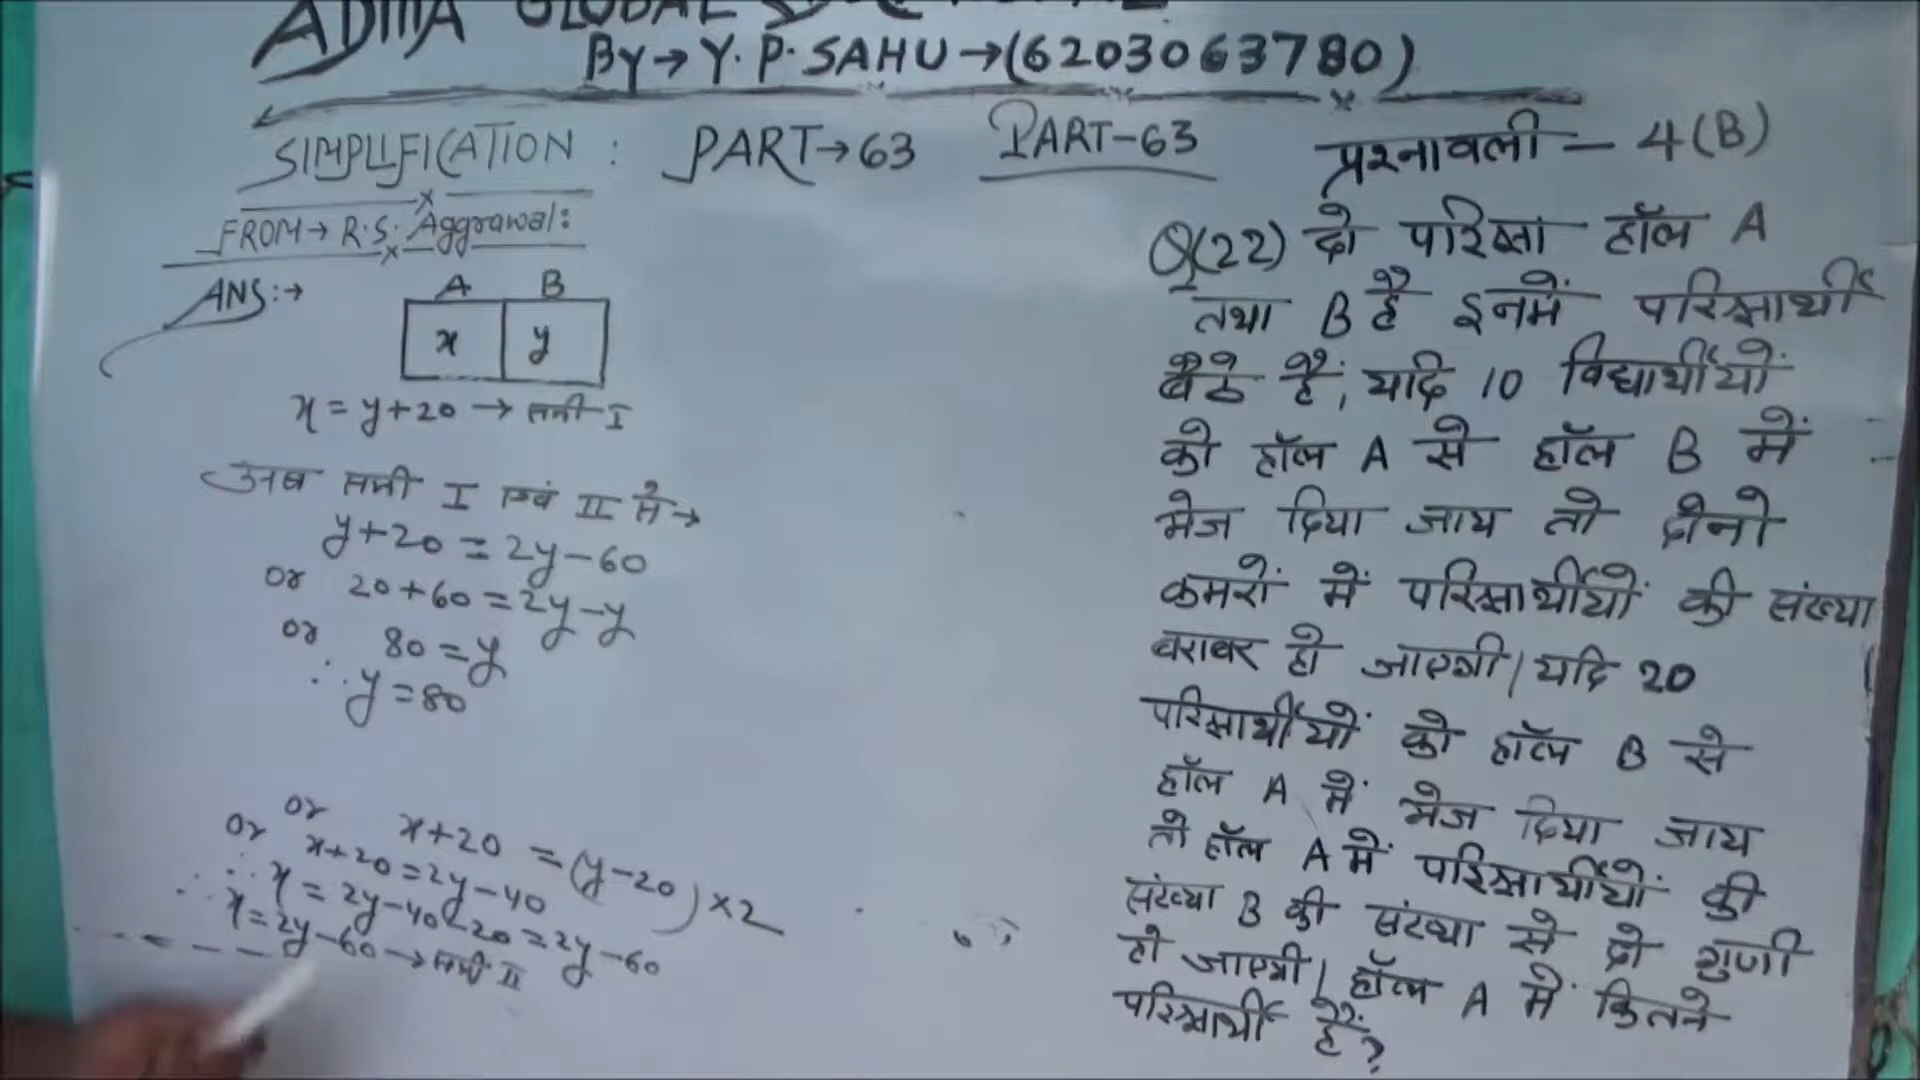 ADITYA GLOBAL
BY→ Y. P. SAHU →(6203063780)
SIMPLIFICATION : PART→63 PART-63
FROM→ R.S. Aggrawal:
ANS:→
A B
x y
x = y+20 → समी I
अब समी I एवं II से→
y+20 = 2y-60
or 20+60 = 2y-y
or 80 = y
∴ y = 80
or x+20 = (y-20)×2
or x+20 = 2y-40
∴ x = 2y-40-20 = 2y-60
∴ x = 2y-60 → समी II
प्रश्नावली - 4(B)
Q(22) दो परिक्षा हॉल A
तथा B है इनमें परिक्षार्थी
बैठे हैं, यदि 10 विद्यार्थीयों
को हॉल A से हॉल B में
भेज दिया जाय तो दोनो
कमरों में परिक्षार्थीयों की संख्या
बराबर हो जाएगी। यदि 20
परिक्षार्थीयों को हॉल B से
हॉल A में भेज दिया जाय
तो हॉल A में परिक्षार्थीयों की
संख्या B की संख्या से दो गुणी
हो जाएगी। हॉल A में कितने
परिक्षार्थी हैं?